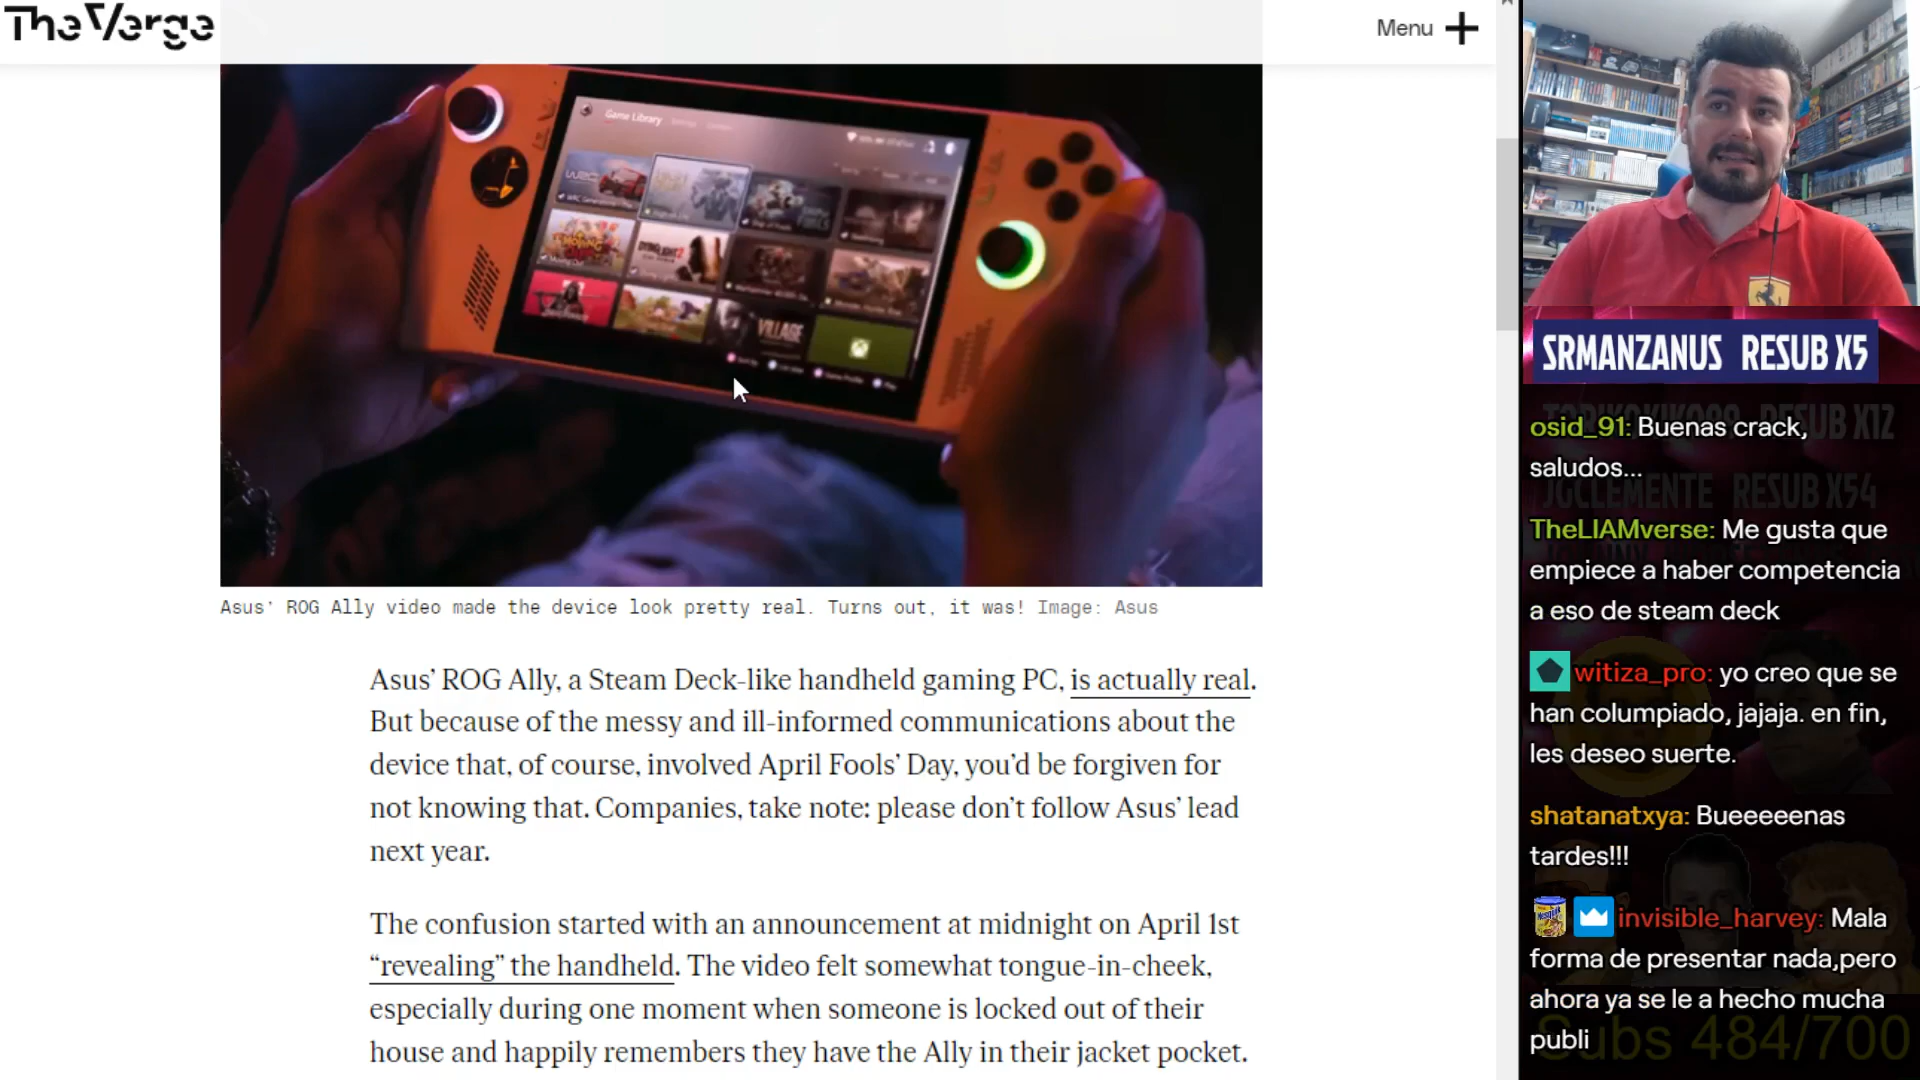 The Verge
Menu
Game Library
VILLAGE
Asus' ROG Ally video made the device look pretty real. Turns out, it was! Image: Asus
Asus' ROG Ally, a Steam Deck-like handheld gaming PC, is actually real.
But because of the messy and ill-informed communications about the
device that, of course, involved April Fools' Day, you'd be forgiven for
not knowing that. Companies, take note: please don't follow Asus' lead
next year.
The confusion started with an announcement at midnight on April 1st
“revealing” the handheld. The video felt somewhat tongue-in-cheek,
especially during one moment when someone is locked out of their
house and happily remembers they have the Ally in their jacket pocket.
SRMANZANUS RESUB X5
RESUB X12
JGCLEMENTE RESUB X54
osid_91: Buenas crack,
saludos...
TheLIAMverse: Me gusta que
empiece a haber competencia
a eso de steam deck
witiza_pro: yo creo que se
han columpiado, jajaja. en fin,
les deseo suerte.
shatanatxya: Bueeeeenas
tardes!!!
invisible_harvey: Mala
forma de presentar nada,pero
ahora ya se le a hecho mucha
publi
Subs 484/700